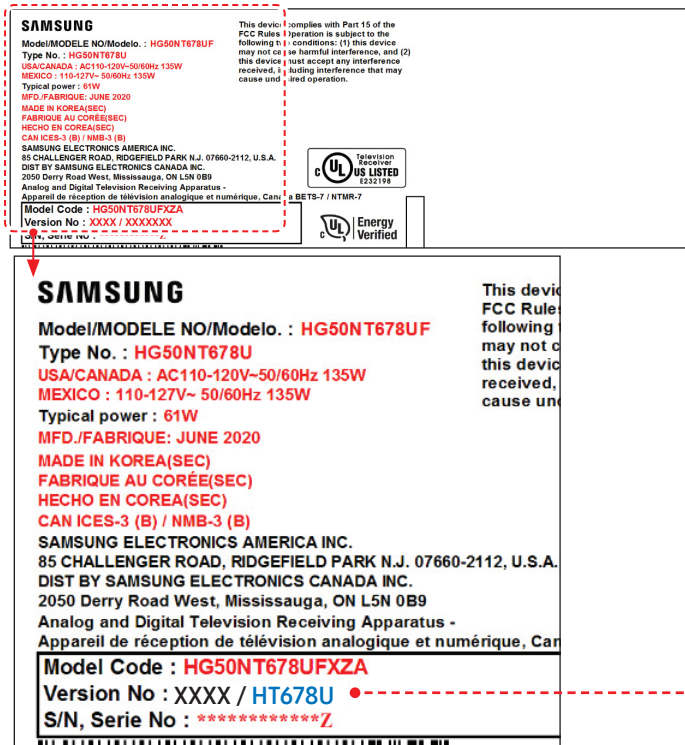 SAMSUNG
Model/MODELE NO/Modelo. : HG50NT678UF
Type No. : HG50NT678U
USA/CANADA : AC110-120V~50/60Hz 135W
MEXICO : 110-127V~ 50/60Hz 135W
Typical power : 61W
MFD./FABRIQUE: JUNE 2020
MADE IN KOREA(SEC)
FABRIQUE AU CORÉE(SEC)
HECHO EN COREA(SEC)
CAN ICES-3 (B) / NMB-3 (B)
SAMSUNG ELECTRONICS AMERICA INC.
85 CHALLENGER ROAD, RIDGEFIELD PARK N.J. 07660-2112, U.S.A.
DIST BY SAMSUNG ELECTRONICS CANADA INC.
2050 Derry Road West, Mississauga, ON L5N 0B9
Analog and Digital Television Receiving Apparatus -
Appareil de réception de télévision analogique et numérique, Canada BETS-7 / NTMR-7
Model Code : HG50NT678UFXZA
Version No : XXXX / XXXXXXX
S/N, Serie No : ************Z
This device complies with Part 15 of the
FCC Rules Operation is subject to the
following two conditions: (1) this device
may not cause harmful interference, and (2)
this device must accept any interference
received, including interference that may
cause undesired operation.
c UL US LISTED
Television
Receiver
E232198
c UL Energy
Verified
SAMSUNG
Model/MODELE NO/Modelo. : HG50NT678UF
Type No. : HG50NT678U
USA/CANADA : AC110-120V~50/60Hz 135W
MEXICO : 110-127V~ 50/60Hz 135W
Typical power : 61W
MFD./FABRIQUE: JUNE 2020
MADE IN KOREA(SEC)
FABRIQUE AU CORÉE(SEC)
HECHO EN COREA(SEC)
CAN ICES-3 (B) / NMB-3 (B)
SAMSUNG ELECTRONICS AMERICA INC.
85 CHALLENGER ROAD, RIDGEFIELD PARK N.J. 07660-2112, U.S.A.
DIST BY SAMSUNG ELECTRONICS CANADA INC.
2050 Derry Road West, Mississauga, ON L5N 0B9
Analog and Digital Television Receiving Apparatus -
Appareil de réception de télévision analogique et numérique, Can
Model Code : HG50NT678UFXZA
Version No : XXXX / HT678U
S/N, Serie No : ************Z
This devic
FCC Rules
following
may not c
this devic
received,
cause und